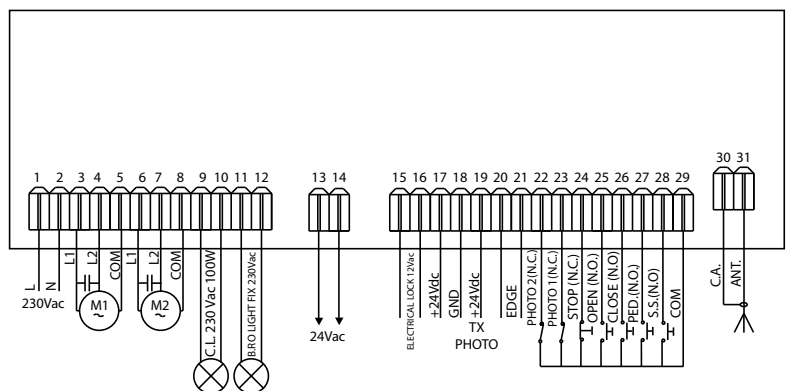 1 2 3 4 5 6 7 8 9 10 11 12
13 14
15 16 17 18 19 20 21 22 23 24 25 26 27 28 29
30 31
L
N
230Vac
L1
L2
COM
M1
~
L1
L2
COM
M2
~
C.L 230 Vac 100W
B.RO LIGHT FIX 230Vac
24Vac
ELECTRICAL LOCK 12Vac
+24Vdc
GND
+24Vdc
TX
PHOTO
EDGE
PHOTO 2(N.C.)
PHOTO 1(N.C.)
STOP (N.C.)
OPEN (N.O.)
CLOSE (N.O)
PED.(N.O.)
S.S.(N.O)
COM
C.A.
ANT.